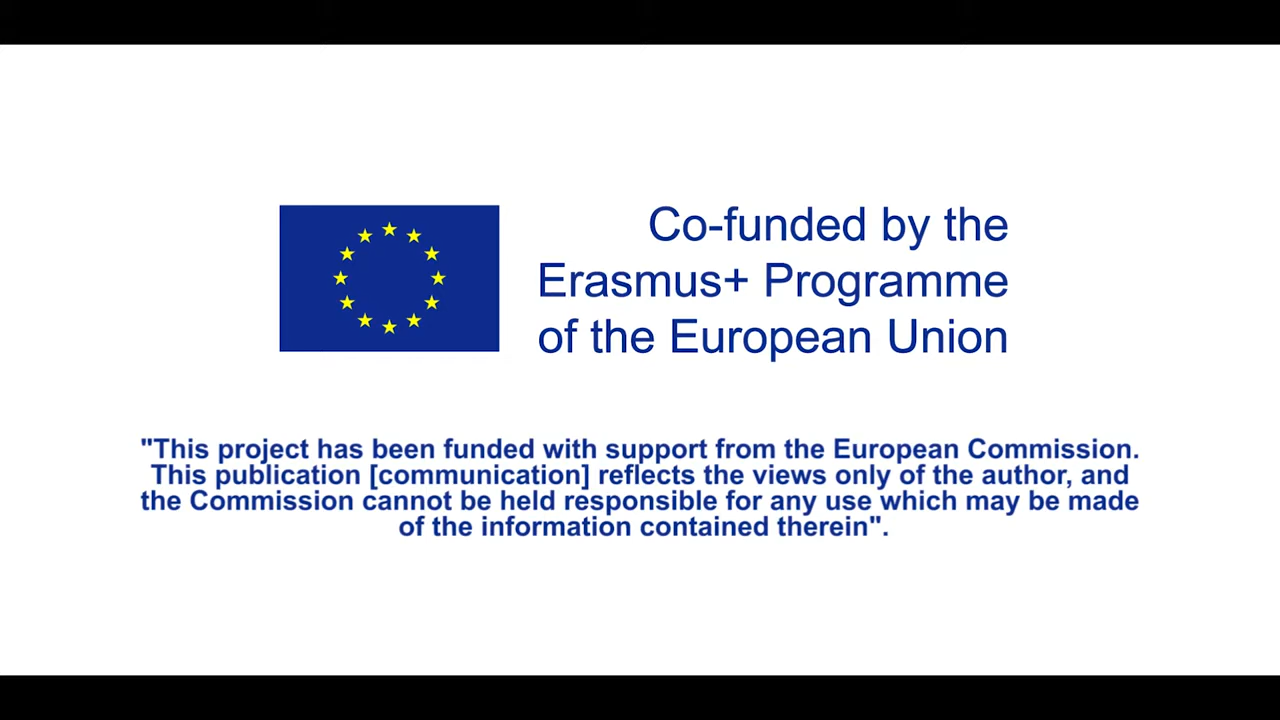 Co-funded by the
Erasmus+ Programme
of the European Union
"This project has been funded with support from the European Commission.
This publication [communication] reflects the views only of the author, and
the Commission cannot be held responsible for any use which may be made
of the information contained therein".